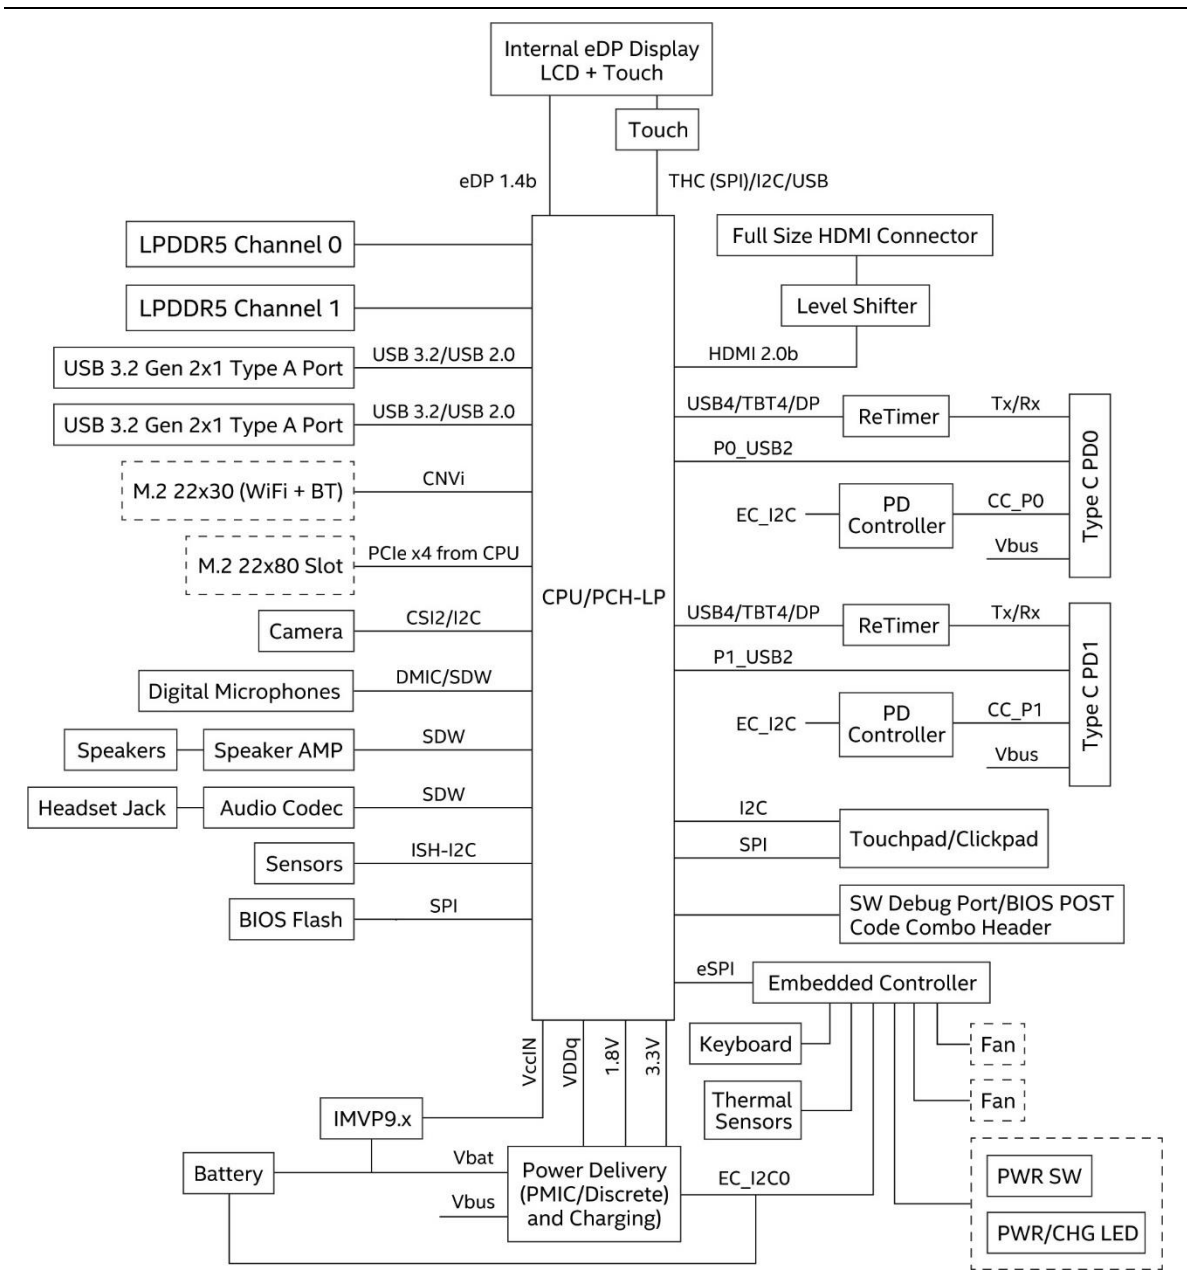 Internal eDP Display
LCD + Touch
Touch
eDP 1.4b
THC (SPI)/I2C/USB
LPDDR5 Channel 0
Full Size HDMI Connector
LPDDR5 Channel 1
Level Shifter
USB 3.2 Gen 2x1 Type A Port
USB 3.2/USB 2.0
HDMI 2.0b
USB 3.2 Gen 2x1 Type A Port
USB 3.2/USB 2.0
USB4/TBT4/DP
ReTimer
Tx/Rx
P0_USB2
Type C PD0
M.2 22x30 (WiFi + BT)
CNVi
EC_I2C
PD
Controller
CC_P0
Vbus
M.2 22x80 Slot
PCIe x4 from CPU
CPU/PCH-LP
Camera
CSI2/I2C
USB4/TBT4/DP
ReTimer
Tx/Rx
P1_USB2
Type C PD1
Digital Microphones
DMIC/SDW
EC_I2C
PD
Controller
CC_P1
Vbus
Speakers
Speaker AMP
SDW
Headset Jack
Audio Codec
SDW
I2C
SPI
Touchpad/Clickpad
Sensors
ISH-I2C
BIOS Flash
SPI
SW Debug Port/BIOS POST
Code Combo Header
eSPI
Embedded Controller
VccIN
VDDq
1.8V
3.3V
Keyboard
Fan
Thermal
Sensors
Fan
IMVP9.x
Battery
Vbat
Vbus
Power Delivery
(PMIC/Discrete)
and Charging)
EC_I2C0
PWR SW
PWR/CHG LED